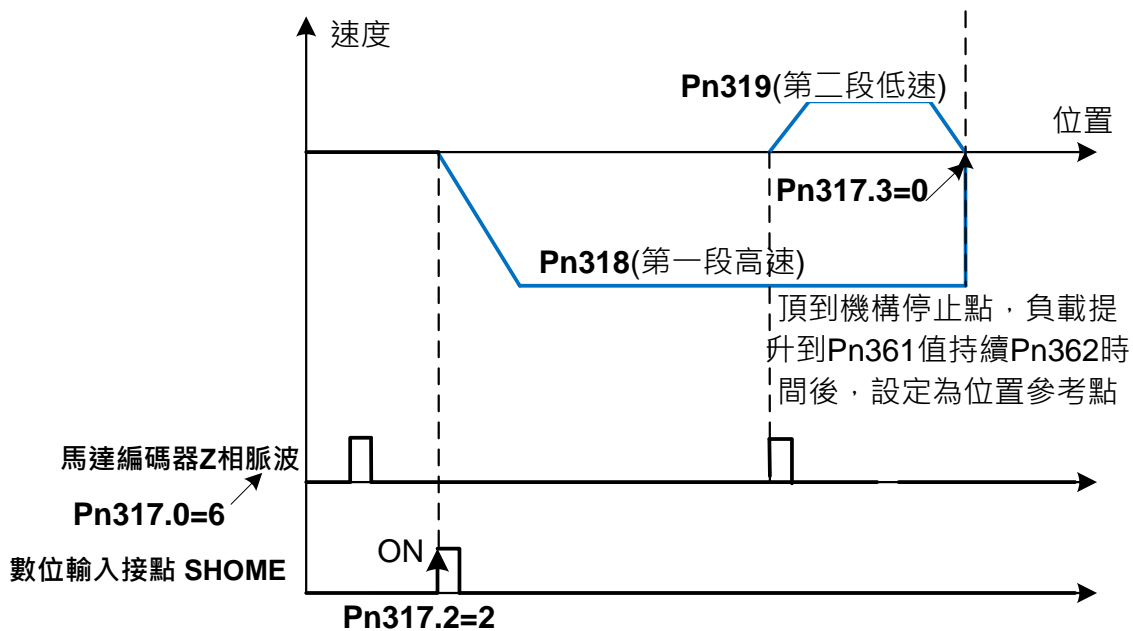 速度
Pn319(第二段低速)
位置
Pn317.3=0
Pn318(第一段高速)
頂到機構停止點，負載提
升到Pn361值持續Pn362時
間後，設定為位置參考點
馬達編碼器Z相脈波
Pn317.0=6
ON
數位輸入接點 SHOME
Pn317.2=2